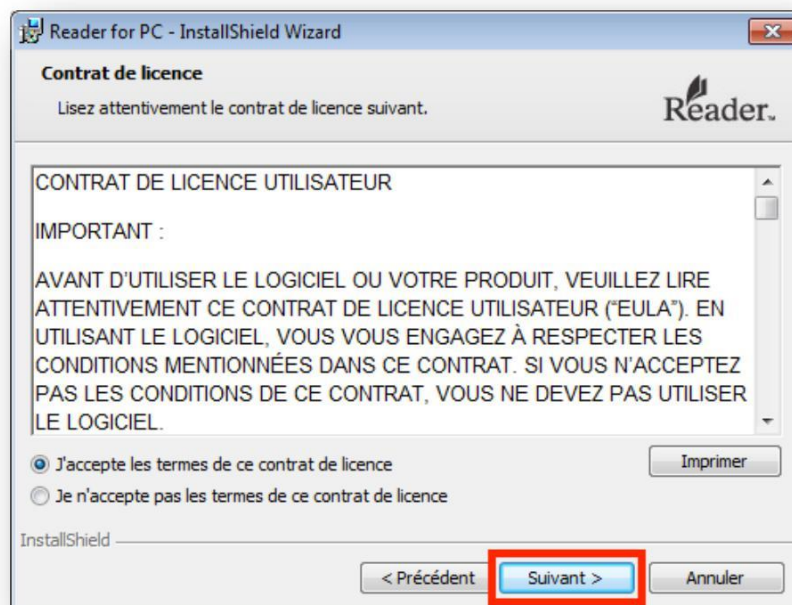 Reader for PC - InstallShield Wizard
Contrat de licence
Lisez attentivement le contrat de licence suivant.
Reader™
CONTRAT DE LICENCE UTILISATEUR
IMPORTANT :
AVANT D'UTILISER LE LOGICIEL OU VOTRE PRODUIT, VEUILLEZ LIRE
ATTENTIVEMENT CE CONTRAT DE LICENCE UTILISATEUR (“EULA”). EN
UTILISANT LE LOGICIEL, VOUS VOUS ENGAGEZ À RESPECTER LES
CONDITIONS MENTIONNÉES DANS CE CONTRAT. SI VOUS N'ACCEPTEZ
PAS LES CONDITIONS DE CE CONTRAT, VOUS NE DEVEZ PAS UTILISER
LE LOGICIEL.
J'accepte les termes de ce contrat de licence
Imprimer
Je n'accepte pas les termes de ce contrat de licence
InstallShield
< Précédent
Suivant >
Annuler